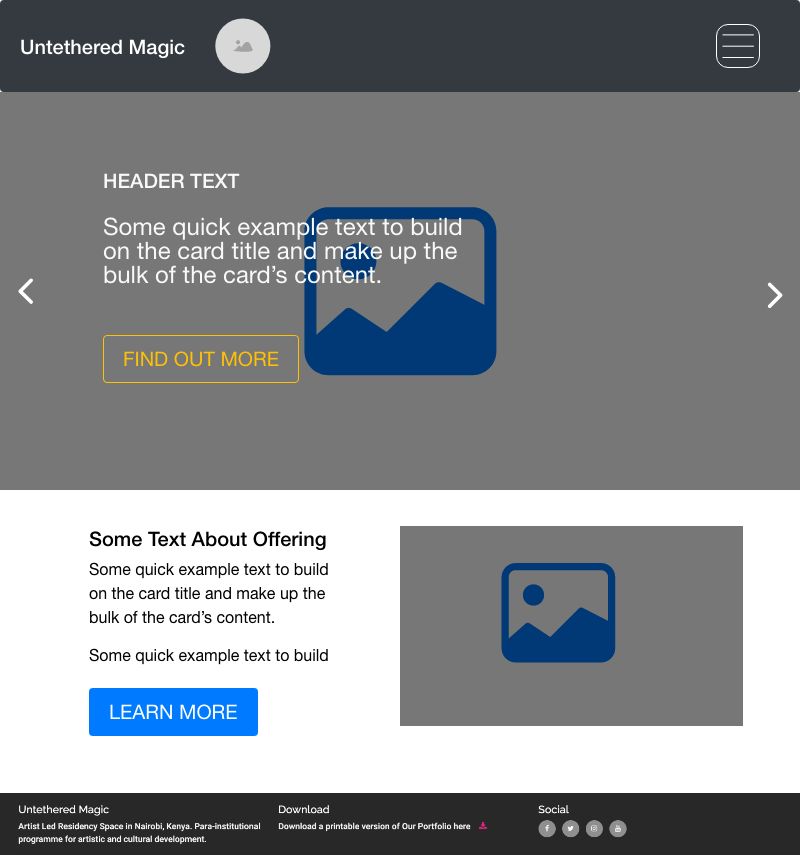 Untethered Magic
HEADER TEXT
Some quick example text to build
on the card title and make up the
bulk of the card’s content.
FIND OUT MORE
Some Text About Offering
Some quick example text to build
on the card title and make up the
bulk of the card’s content.
Some quick example text to build
LEARN MORE
Untethered Magic
Artist Led Residency Space in Nairobi, Kenya. Para-institutional
programme for artistic and cultural development.
Download
Download a printable version of Our Portfolio here
Social